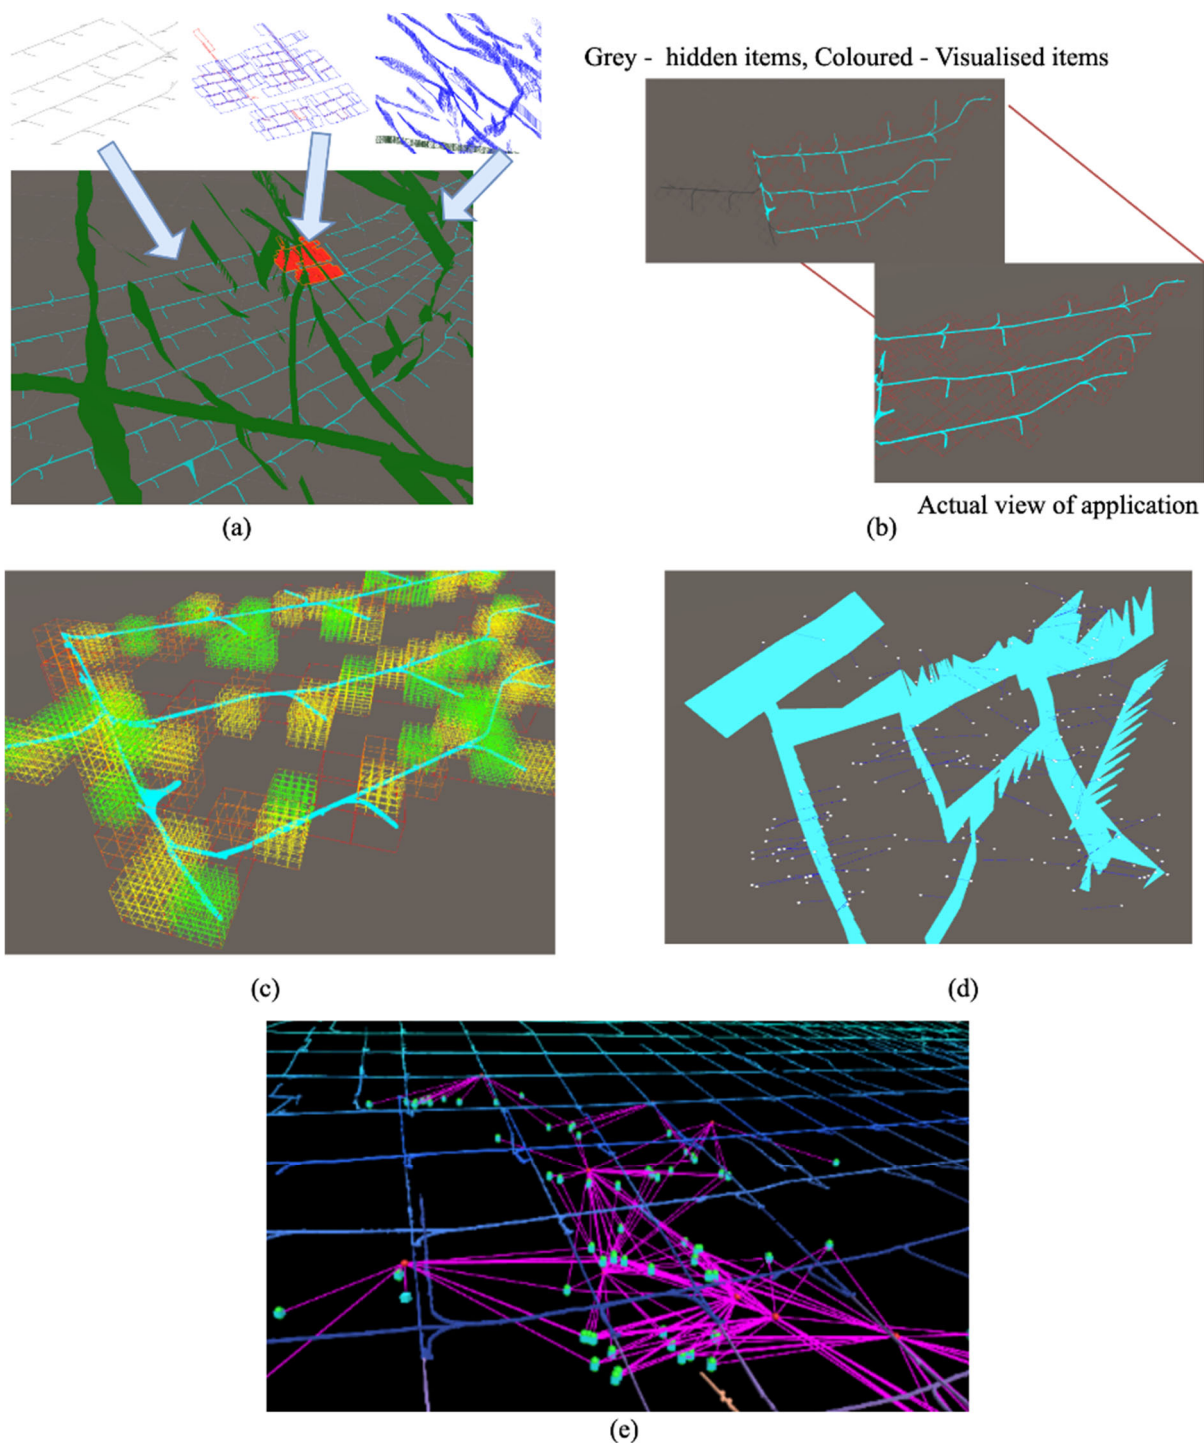 Grey -  hidden items, Coloured - Visualised items
Actual view of application
(a)
(b)
(c)
(d)
(e)